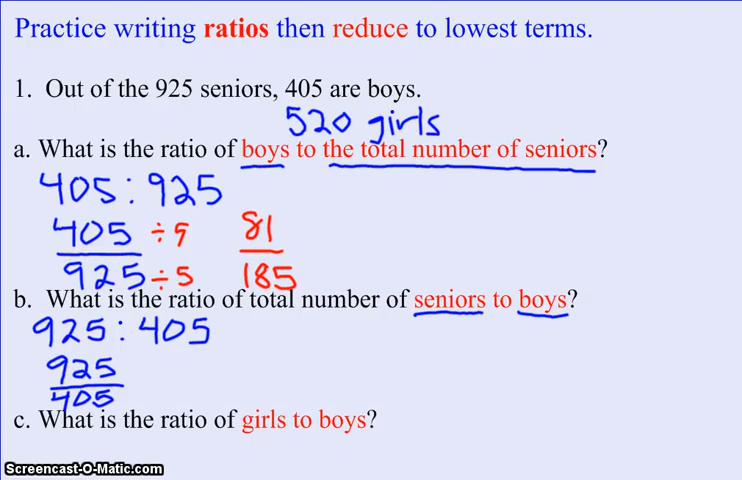 Practice writing ratios then reduce to lowest terms.
1. Out of the 925 seniors, 405 are boys.
520 girls
a. What is the ratio of boys to the total number of seniors?
405 : 925
405 ÷ 5 81
925 ÷ 5 185
b. What is the ratio of total number of seniors to boys?
925 : 405
925
405
c. What is the ratio of girls to boys?
Screencast-O-Matic.com